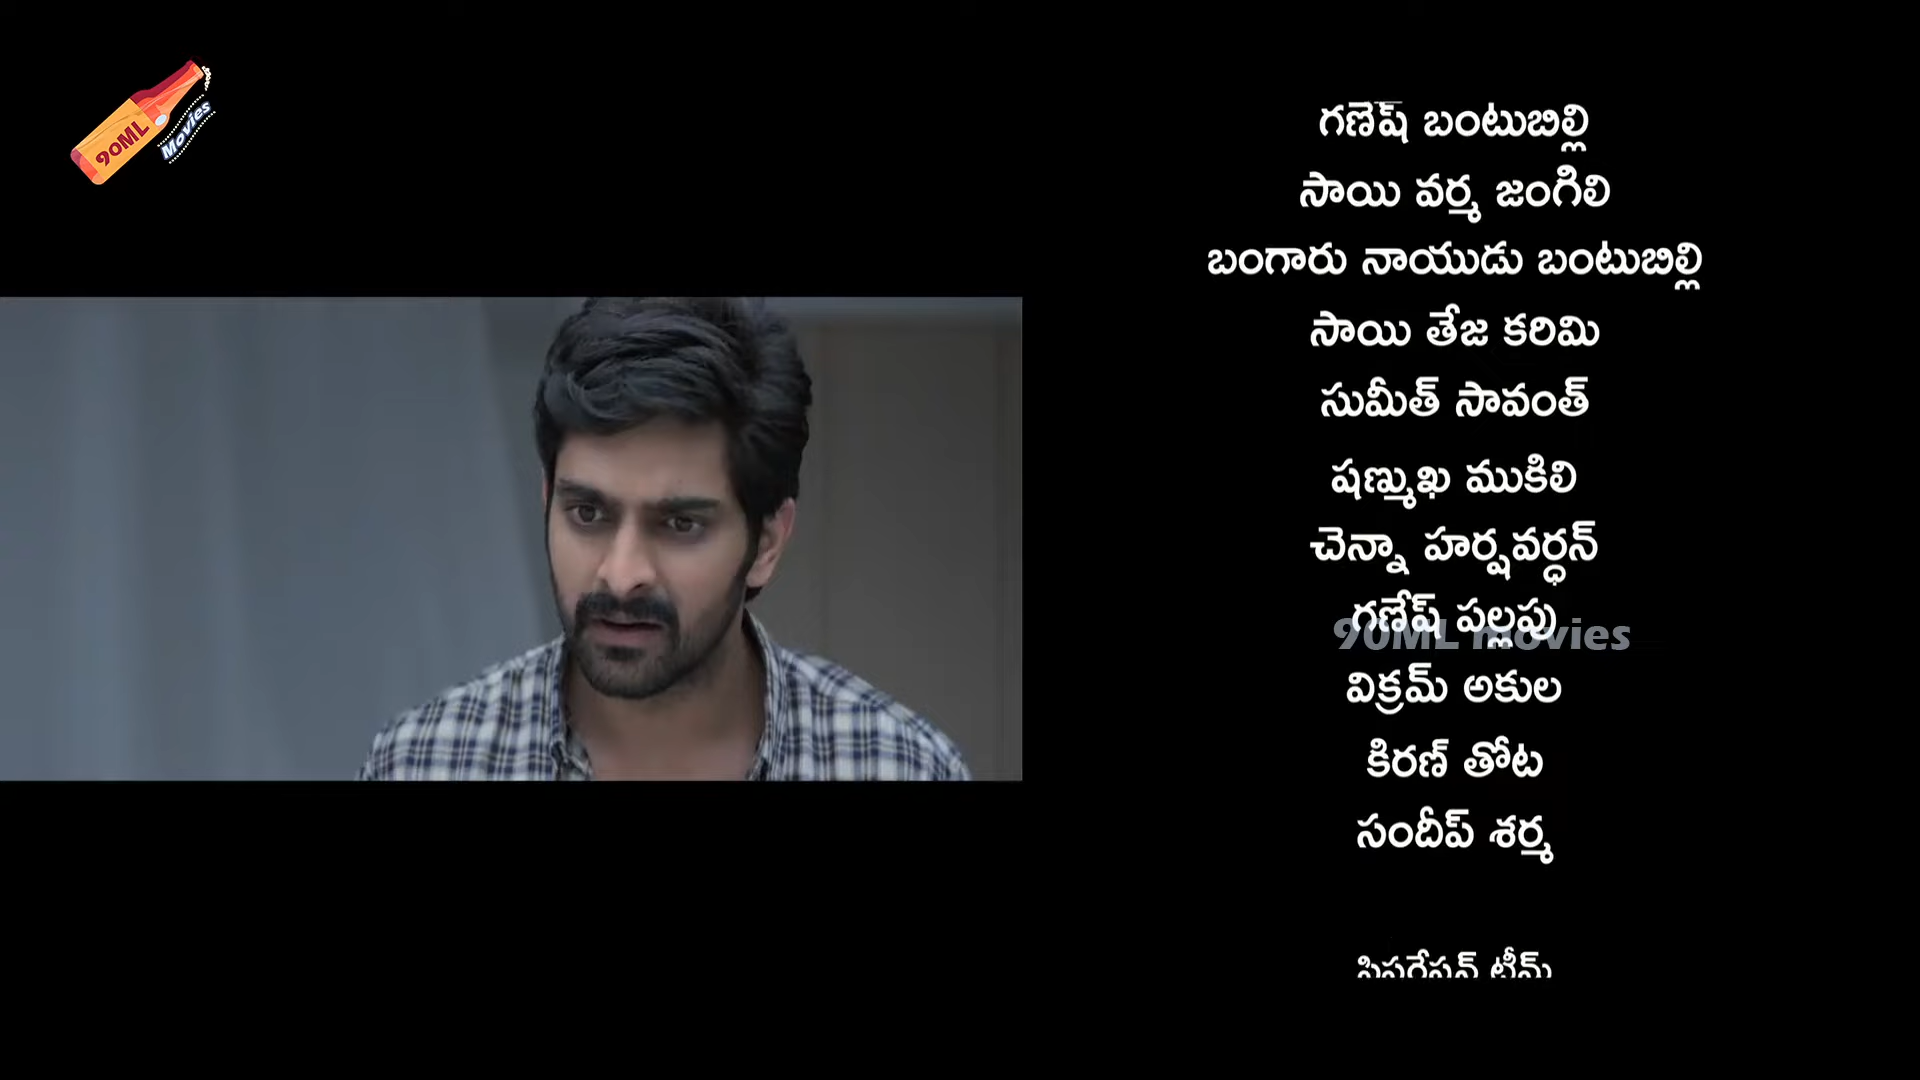 90ML
Movies
గణేష్ బంటుబిల్లి
సాయి వర్మ జంగిలి
బంగారు నాయుడు బంటుబిల్లి
సాయి తేజ కరిమి
సుమీత్ సావంత్
షణ్ముఖ ముకిలి
చెన్నా హర్షవర్ధన్
గణేష్ పల్లపు
90ML movies
విక్రమ్ అకుల
కిరణ్ తోట
సందీప్ శర్మ
టీమ్